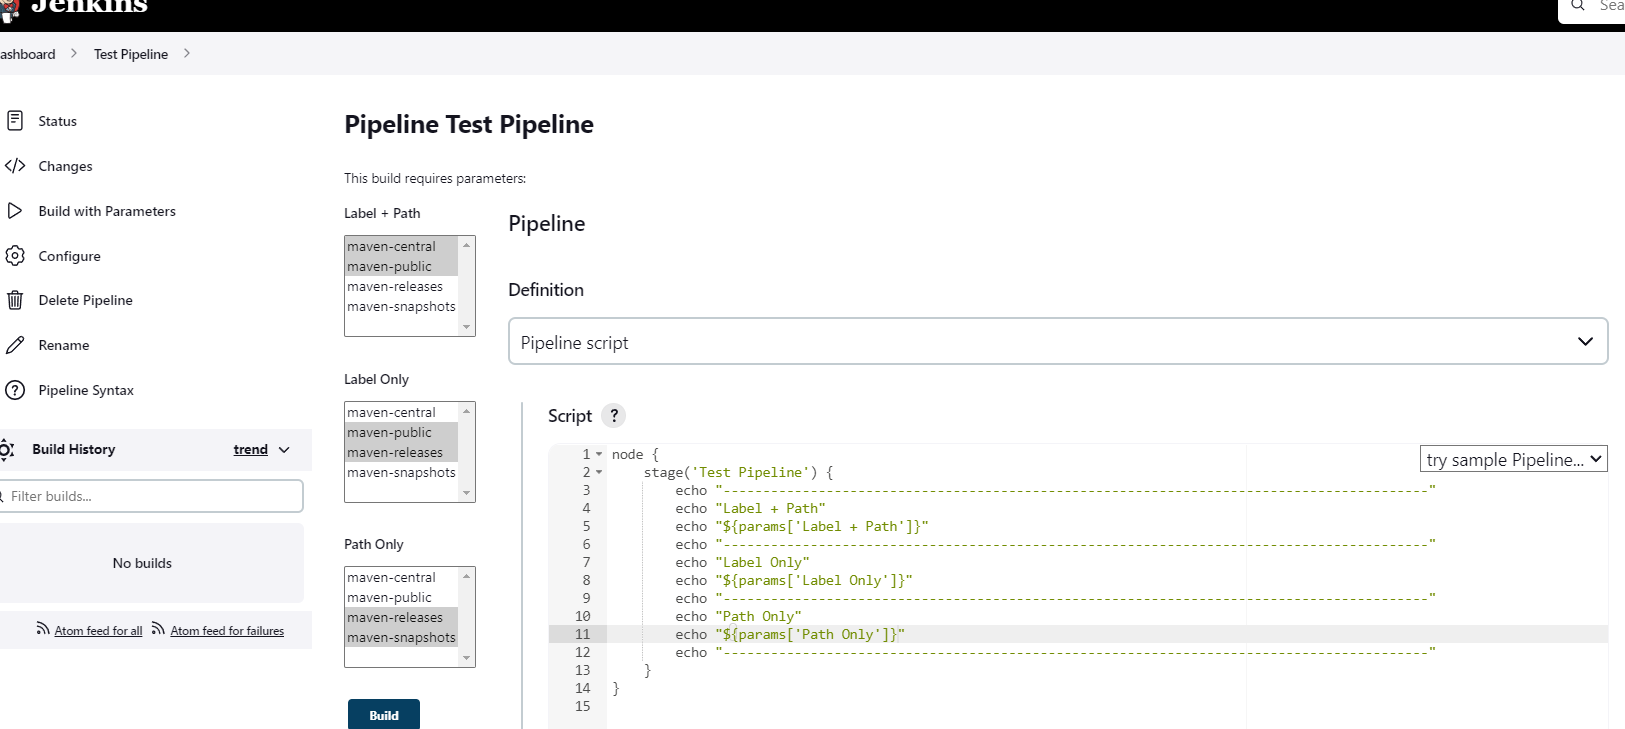 Jenkins
Sea
ashboard
Test Pipeline
Status
Changes
Build with Parameters
Configure
Delete Pipeline
Rename
Pipeline Syntax
Build History
trend
Filter builds...
No builds
Atom feed for all
Atom feed for failures
Pipeline Test Pipeline
This build requires parameters:
Label + Path
maven-central
maven-public
maven-releases
maven-snapshots
Label Only
maven-central
maven-public
maven-releases
maven-snapshots
Path Only
maven-central
maven-public
maven-releases
maven-snapshots
Build
Pipeline
Definition
Pipeline script
Script ?
try sample Pipeline...
1 node {
2 stage('Test Pipeline') {
3 echo "----------------------------------------------------------------------------------------"
4 echo "Label + Path"
5 echo "${params['Label + Path']}"
6 echo "----------------------------------------------------------------------------------------"
7 echo "Label Only"
8 echo "${params['Label Only']}"
9 echo "----------------------------------------------------------------------------------------"
10 echo "Path Only"
11 echo "${params['Path Only']}"
12 echo "----------------------------------------------------------------------------------------"
13 }
14 }
15